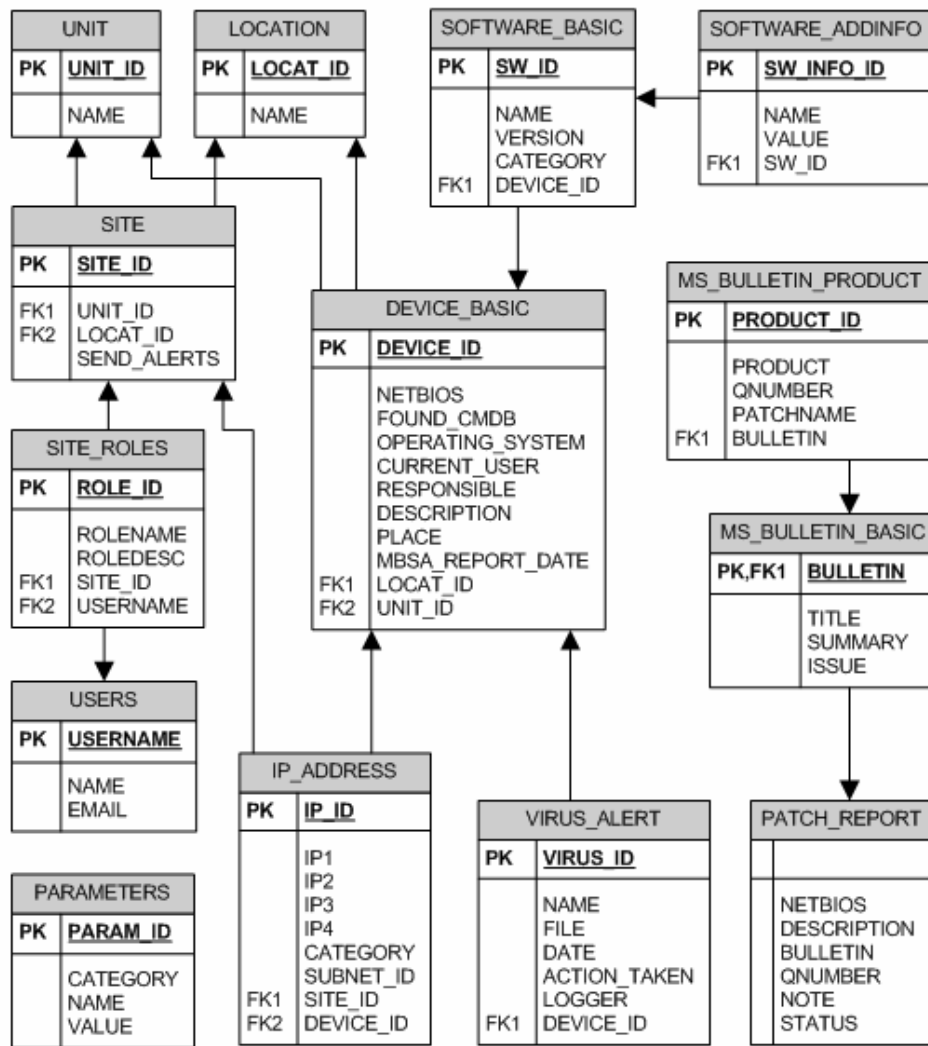 UNIT
PK UNIT_ID
NAME
LOCATION
PK LOCAT_ID
NAME
SOFTWARE_BASIC
PK SW_ID
NAME
VERSION
CATEGORY
FK1 DEVICE_ID
SOFTWARE_ADDINFO
PK SW_INFO_ID
NAME
VALUE
FK1 SW_ID
SITE
PK SITE_ID
FK1 UNIT_ID
FK2 LOCAT_ID
SEND_ALERTS
DEVICE_BASIC
PK DEVICE_ID
NETBIOS
FOUND_CMDB
OPERATING_SYSTEM
CURRENT_USER
RESPONSIBLE
DESCRIPTION
PLACE
MBSA_REPORT_DATE
FK1 LOCAT_ID
FK2 UNIT_ID
MS_BULLETIN_PRODUCT
PK PRODUCT_ID
PRODUCT
QNUMBER
PATCHNAME
FK1 BULLETIN
SITE_ROLES
PK ROLE_ID
ROLENAME
ROLEDESC
FK1 SITE_ID
FK2 USERNAME
MS_BULLETIN_BASIC
PK,FK1 BULLETIN
TITLE
SUMMARY
ISSUE
USERS
PK USERNAME
NAME
EMAIL
IP_ADDRESS
PK IP_ID
IP1
IP2
IP3
IP4
CATEGORY
SUBNET_ID
FK1 SITE_ID
FK2 DEVICE_ID
VIRUS_ALERT
PK VIRUS_ID
NAME
FILE
DATE
ACTION_TAKEN
LOGGER
FK1 DEVICE_ID
PATCH_REPORT
NETBIOS
DESCRIPTION
BULLETIN
QNUMBER
NOTE
STATUS
PARAMETERS
PK PARAM_ID
CATEGORY
NAME
VALUE